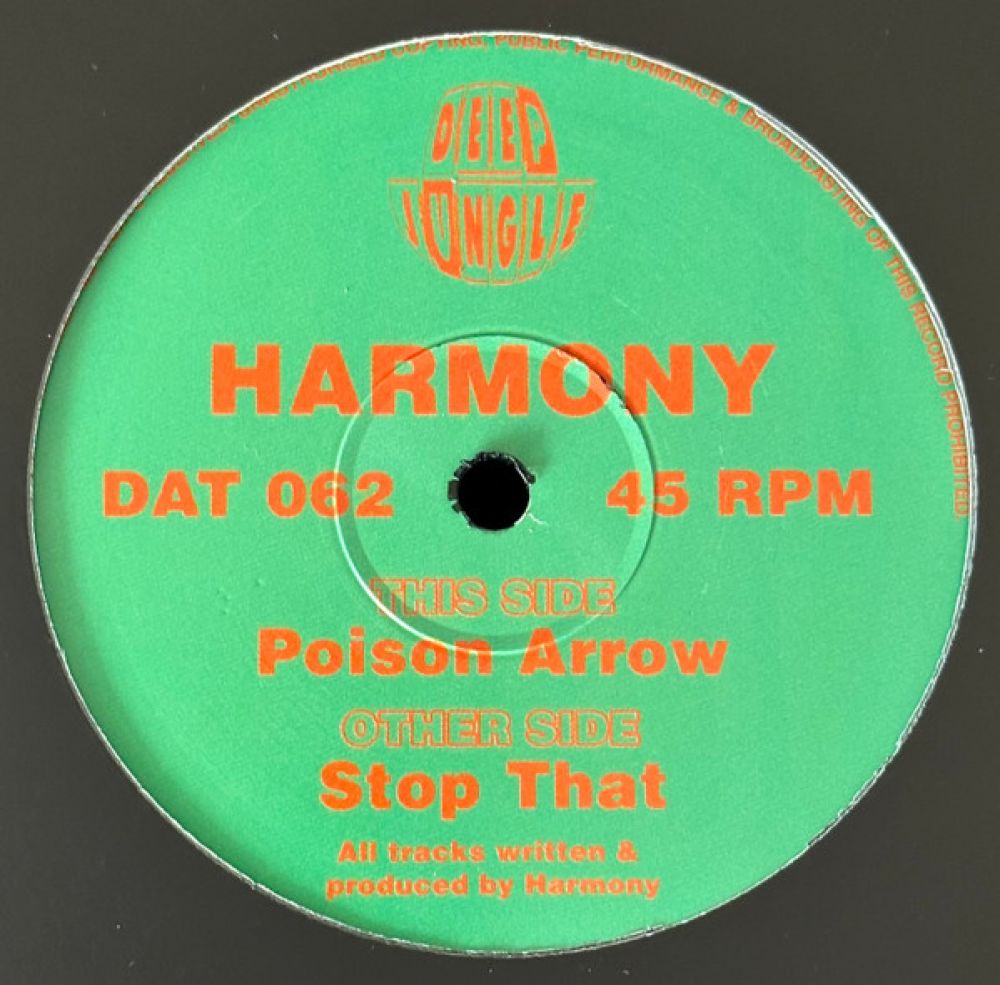 UNAUTHORISED COPYING, PUBLIC PERFORMANCE & BROADCASTING OF THIS RECORD PROHIBITED.
DEEP
JUNGLE
HARMONY
DAT 062 45 RPM
THIS SIDE
Poison Arrow
OTHER SIDE
Stop That
All tracks written &
produced by Harmony